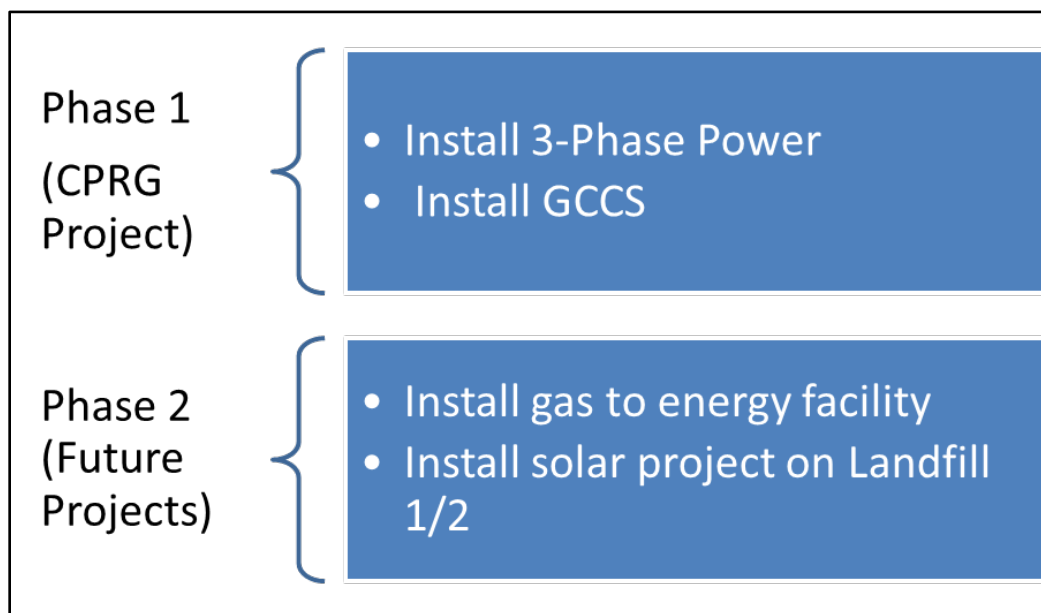 Phase 1
(CPRG
Project)
• Install 3-Phase Power
• Install GCCS
Phase 2
(Future
Projects)
• Install gas to energy facility
• Install solar project on Landfill
1/2